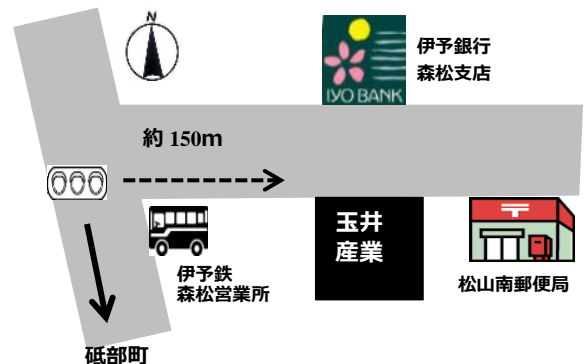 N
伊予銀行
森松支店
IYO BANK
約 150m
玉井
産業
伊予鉄
森松営業所
松山南郵便局
砥部町